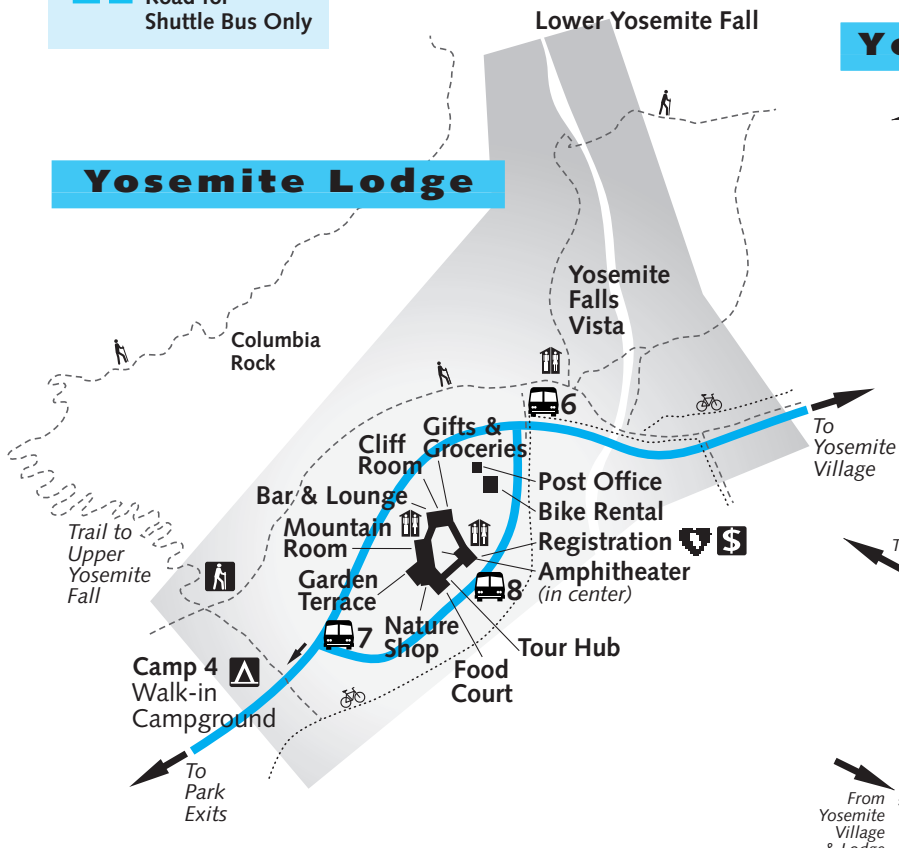 Road for
Shuttle Bus Only
Lower Yosemite Fall
Yosemite Lodge
Yosemite
Falls
Vista
Columbia
Rock
6
To
Yosemite
Village
Gifts &
Groceries
Cliff
Room
Post Office
Bar & Lounge
Bike Rental
Mountain
Room
Registration
$
Trail to
Upper
Yosemite
Fall
Amphitheater
(in center)
Garden
Terrace
8
7
Nature
Shop
Tour Hub
Food
Court
Camp 4
Walk-in
Campground
To
Park
Exits
From
Yosemite
Village
& Lodge